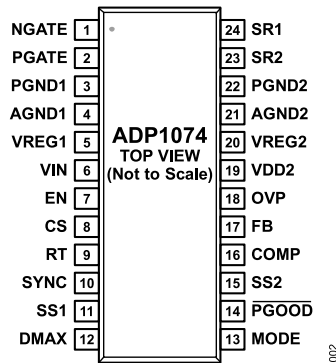 NGATE 1 24 SR1
PGATE 2 23 SR2
PGND1 3 22 PGND2
AGND1 4 21 AGND2
VREG1 5 ADP1074 20 VREG2
VIN 6 TOP VIEW 19 VDD2
(Not to Scale)
EN 7 18 OVP
CS 8 17 FB
RT 9 16 COMP
SYNC 10 15 SS2
SS1 11 14 PGOOD
DMAX 12 13 MODE
002